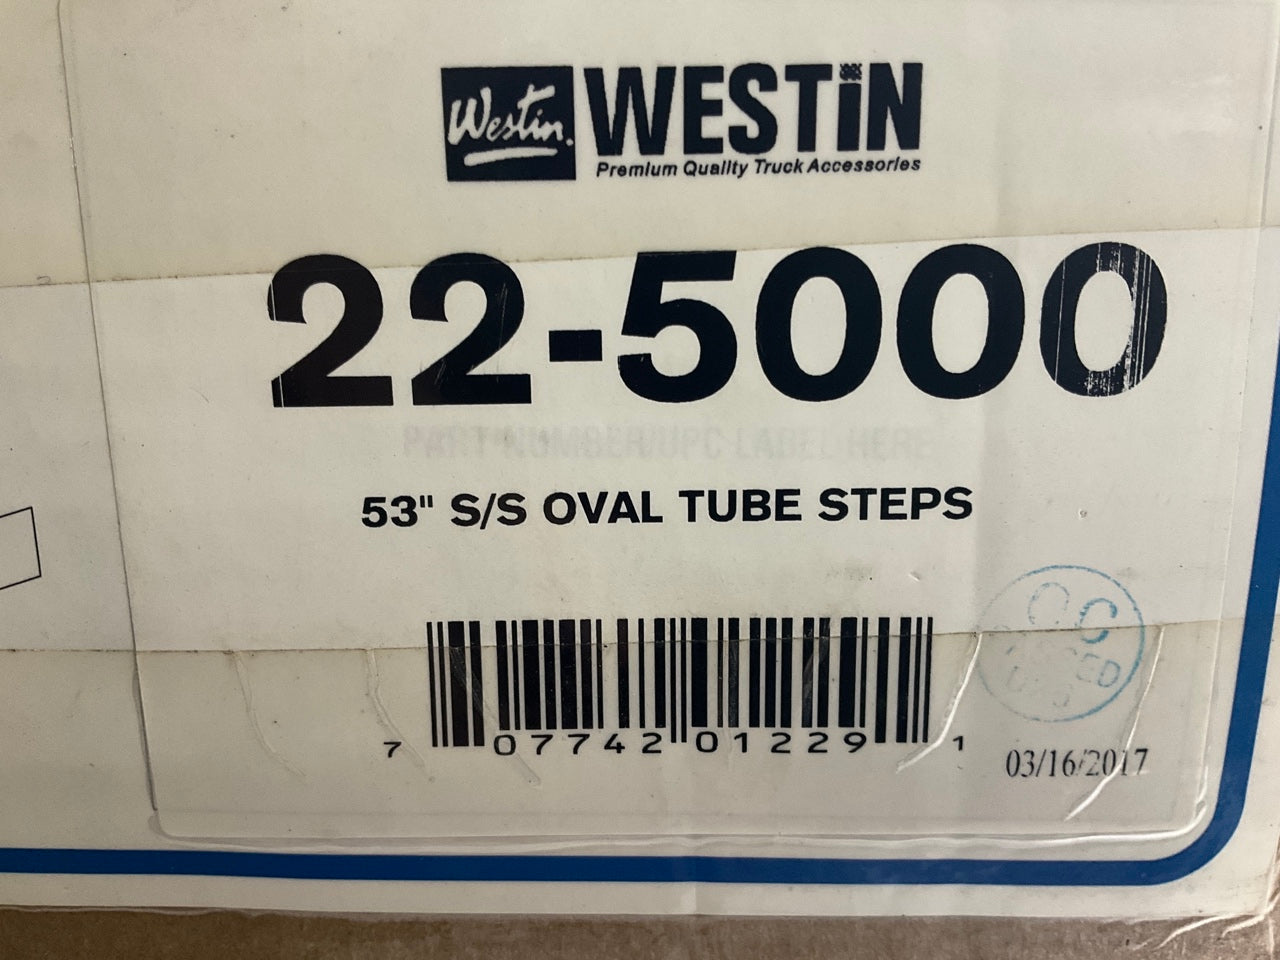 Westin.
WESTiN
Premium Quality Truck Accessories
22-5000
PART NUMBER/UPC LABEL HERE
53" S/S OVAL TUBE STEPS
QC
7 07742 01229 1
03/16/2017